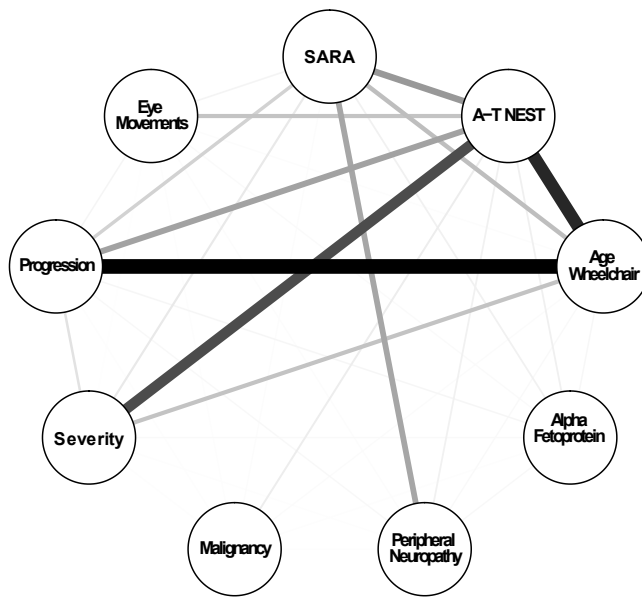 SARA
Eye
Movements
A-T NEST
Progression
Age
Wheelchair
Severity
Alpha
Fetoprotein
Malignancy
Peripheral
Neuropathy